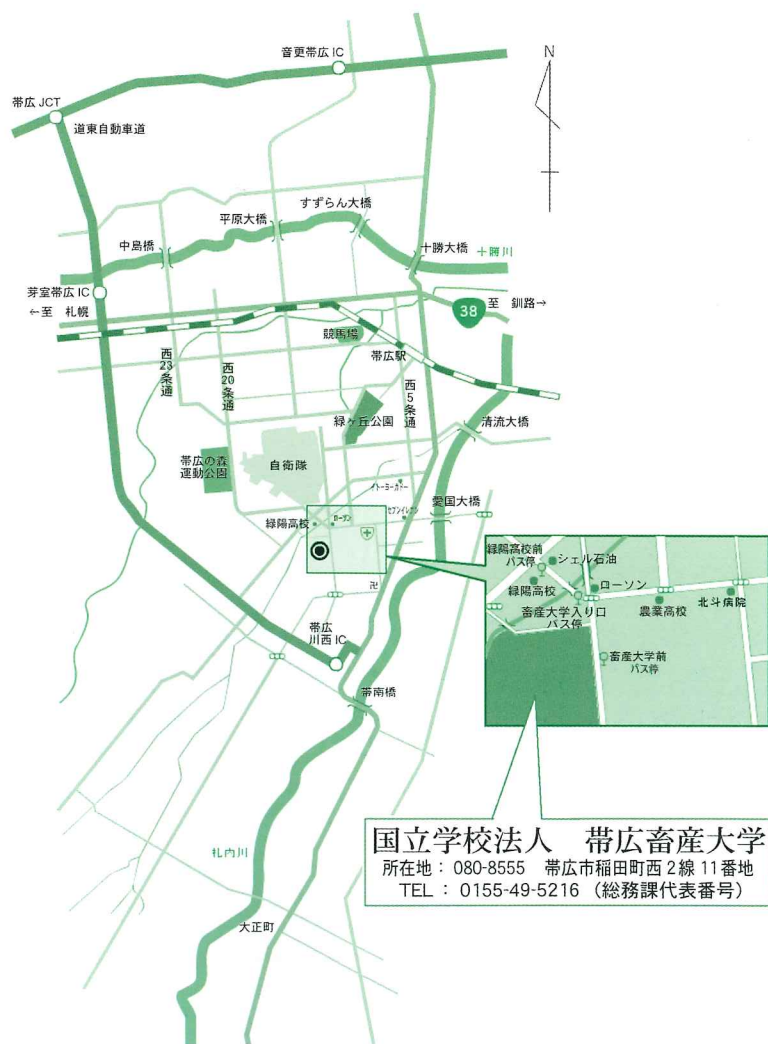 音更帯広 IC
N
帯広 JCT
道東自動車道
すずらん大橋
平原大橋
中島橋
十勝大橋
十勝川
芽室帯広 IC
←至 札幌
38
至 釧路→
競馬場
帯広駅
西23条通
西20条通
西5条通
緑ヶ丘公園
清流大橋
帯広の森
運動公園
自衛隊
イトーヨーカドー
愛国大橋
セブンイレブン
緑陽高校
ローソン
卍
緑陽高校前
バス停
シェル石油
緑陽高校
ローソン
畜産大学入り口
バス停
農業高校
北斗病院
畜産大学前
バス停
帯広
川西 IC
帯南橋
札内川
大正町
国立学校法人 帯広畜産大学
所在地:080-8555 帯広市稲田町西2線11番地
TEL:0155-49-5216(総務課代表番号)